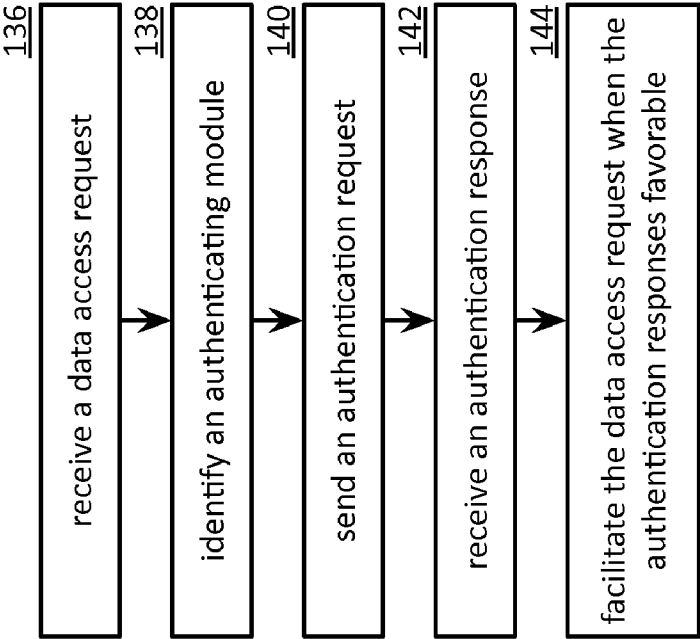 136
receive a data access request
138
identify an authenticating module
140
send an authentication request
142
receive an authentication response
144
facilitate the data access request when the
authentication responses favorable